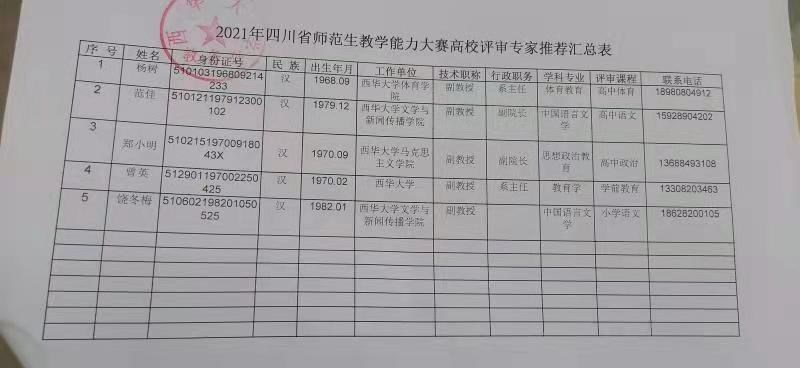 2021年四川省师范生教学能力大赛高校评审专家推荐汇总表
序号 姓名 身份证号 民族 出生年月 工作单位 技术职称 行政职务 学科专业 评审课程 联系电话
1 杨树 510103196809214233 汉 1968.09 西华大学体育学院 副教授 系主任 体育教育 高中体育 18980804912
2 范佳 510121197912300102 汉 1979.12 西华大学文学与新闻传播学院 副教授 副院长 中国语言文学 高中语文 15928904202
3 郑小明 51021519700918043X 汉 1970.09 西华大学马克思主义学院 副教授 副院长 思想政治教育 高中政治 13688493108
4 曾英 512901197002250425 汉 1970.02 西华大学 副教授 系主任 教育学 学前教育 13308203463
5 饶冬梅 510602198201050525 汉 1982.01 西华大学文学与新闻传播学院 副教授 中国语言文学 小学语文 18628200105